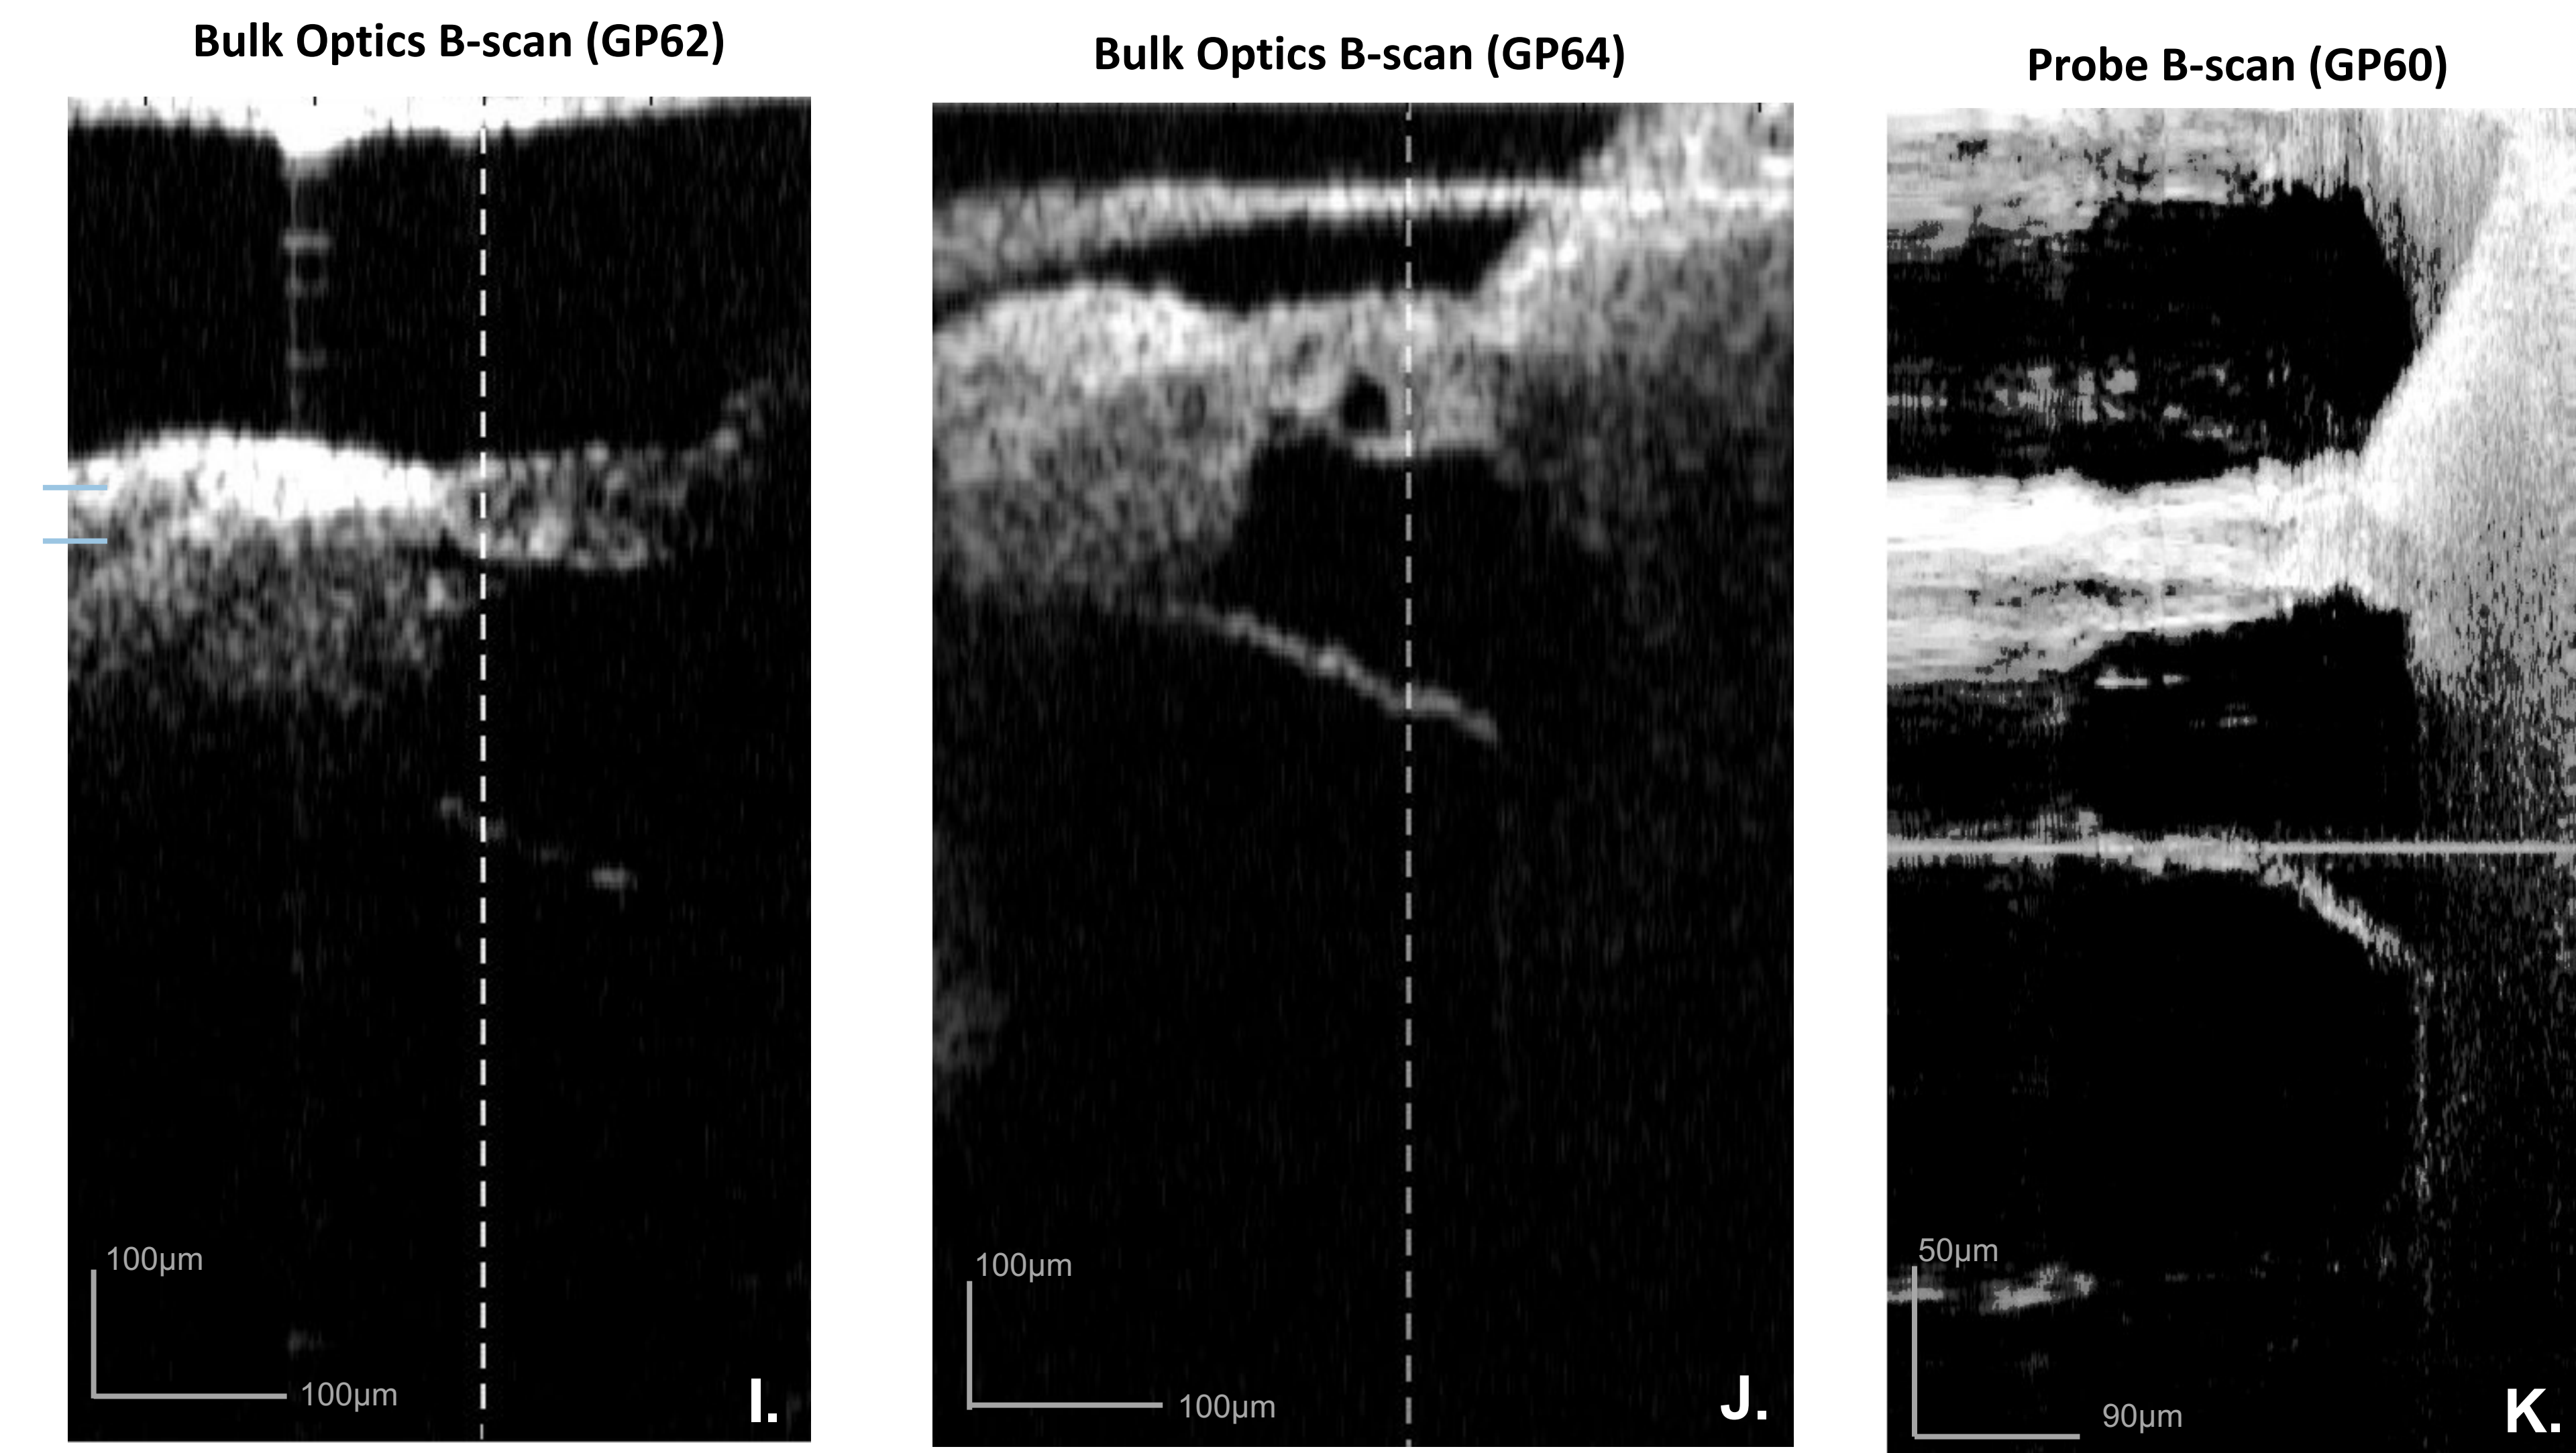 Bulk Optics B-scan (GP62)
Bulk Optics B-scan (GP64)
Probe B-scan (GP60)
100µm
100µm
I.
100µm
100µm
J.
50µm
90µm
K.